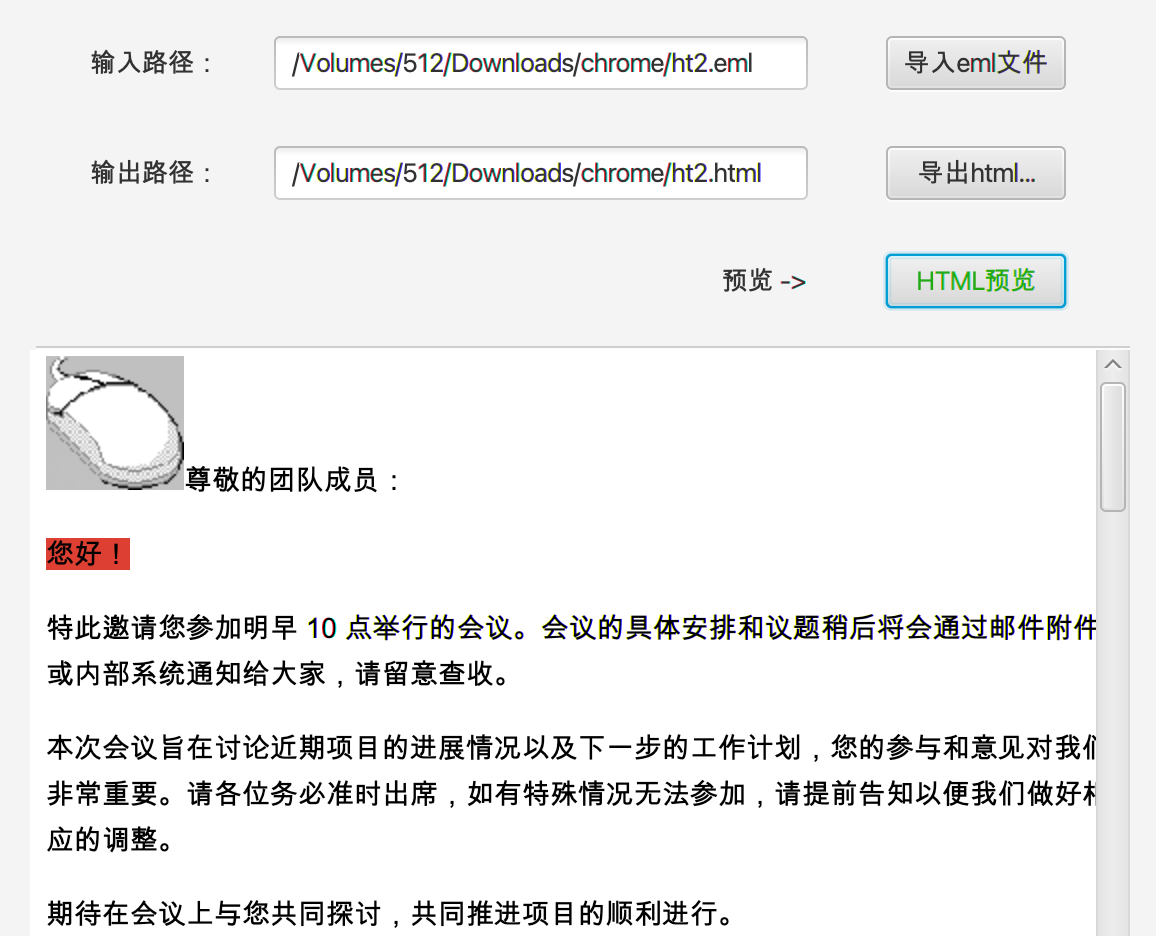 输入路径：
/Volumes/512/Downloads/chrome/ht2.eml
导入eml文件
输出路径：
/Volumes/512/Downloads/chrome/ht2.html
导出html...
预览 ->
HTML预览
尊敬的团队成员：
您好！
特此邀请您参加明早 10 点举行的会议。会议的具体安排和议题稍后将会通过邮件附件
或内部系统通知给大家，请留意查收。
本次会议旨在讨论近期项目的进展情况以及下一步的工作计划，您的参与和意见对我们
非常重要。请各位务必准时出席，如有特殊情况无法参加，请提前告知以便我们做好相
应的调整。
期待在会议上与您共同探讨，共同推进项目的顺利进行。